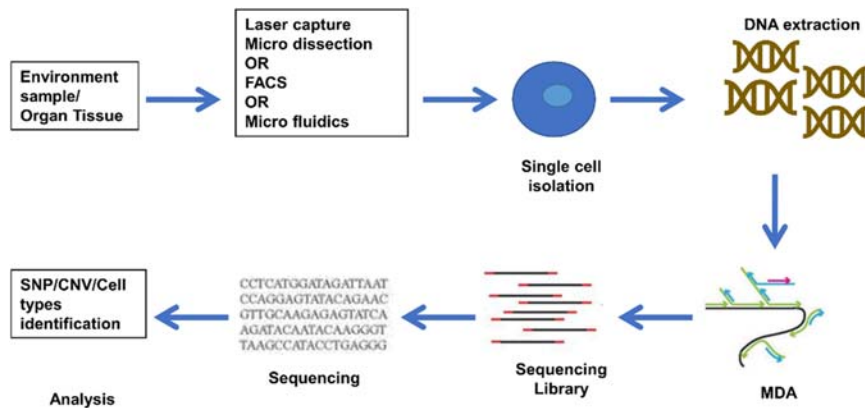 Environment
sample/
Organ Tissue
Laser capture
Micro dissection
OR
FACS
OR
Micro fluidics
Single cell
isolation
DNA extraction
MDA
Sequencing
Library
CCTCATGGATAGATTAAT
CCAGGAGTATACAGAAC
GTTGCAAGAGAGTATCA
AGATACAATACAAGGGT
TAAGCCATACCTGAGGG
Sequencing
SNP/CNV/Cell
types
identification
Analysis